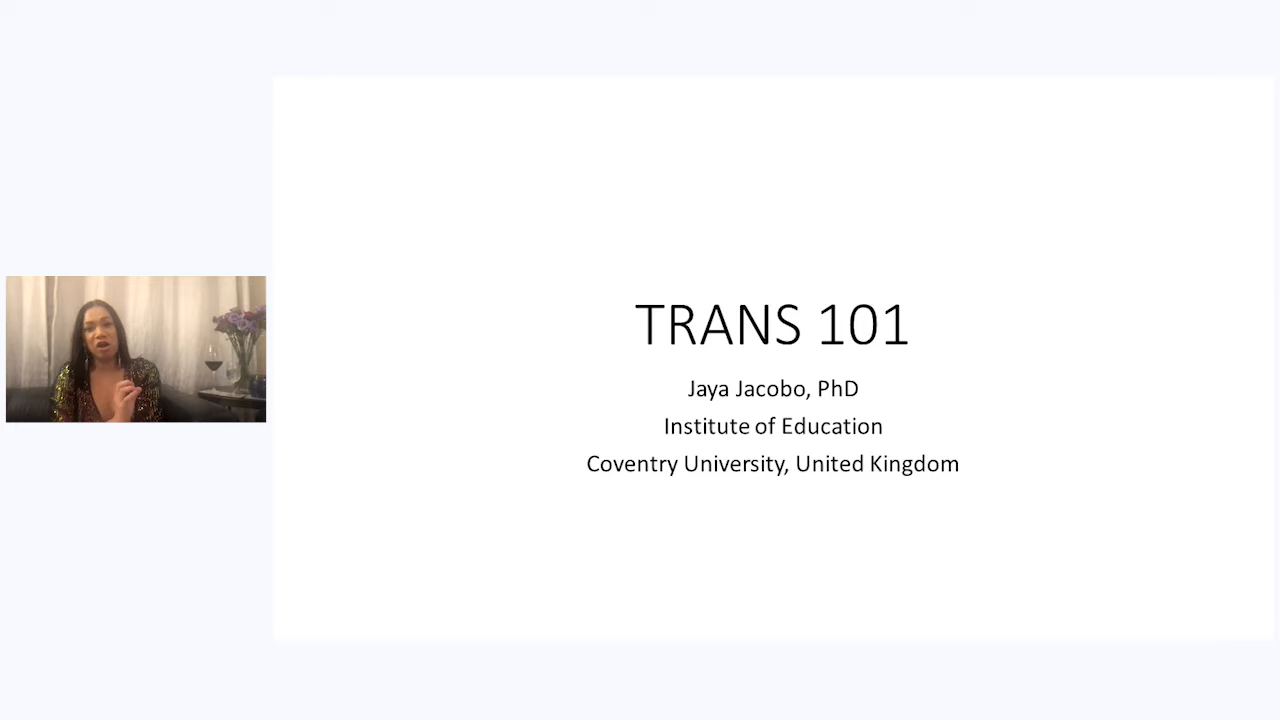 TRANS 101
Jaya Jacobo, PhD
Institute of Education
Coventry University, United Kingdom